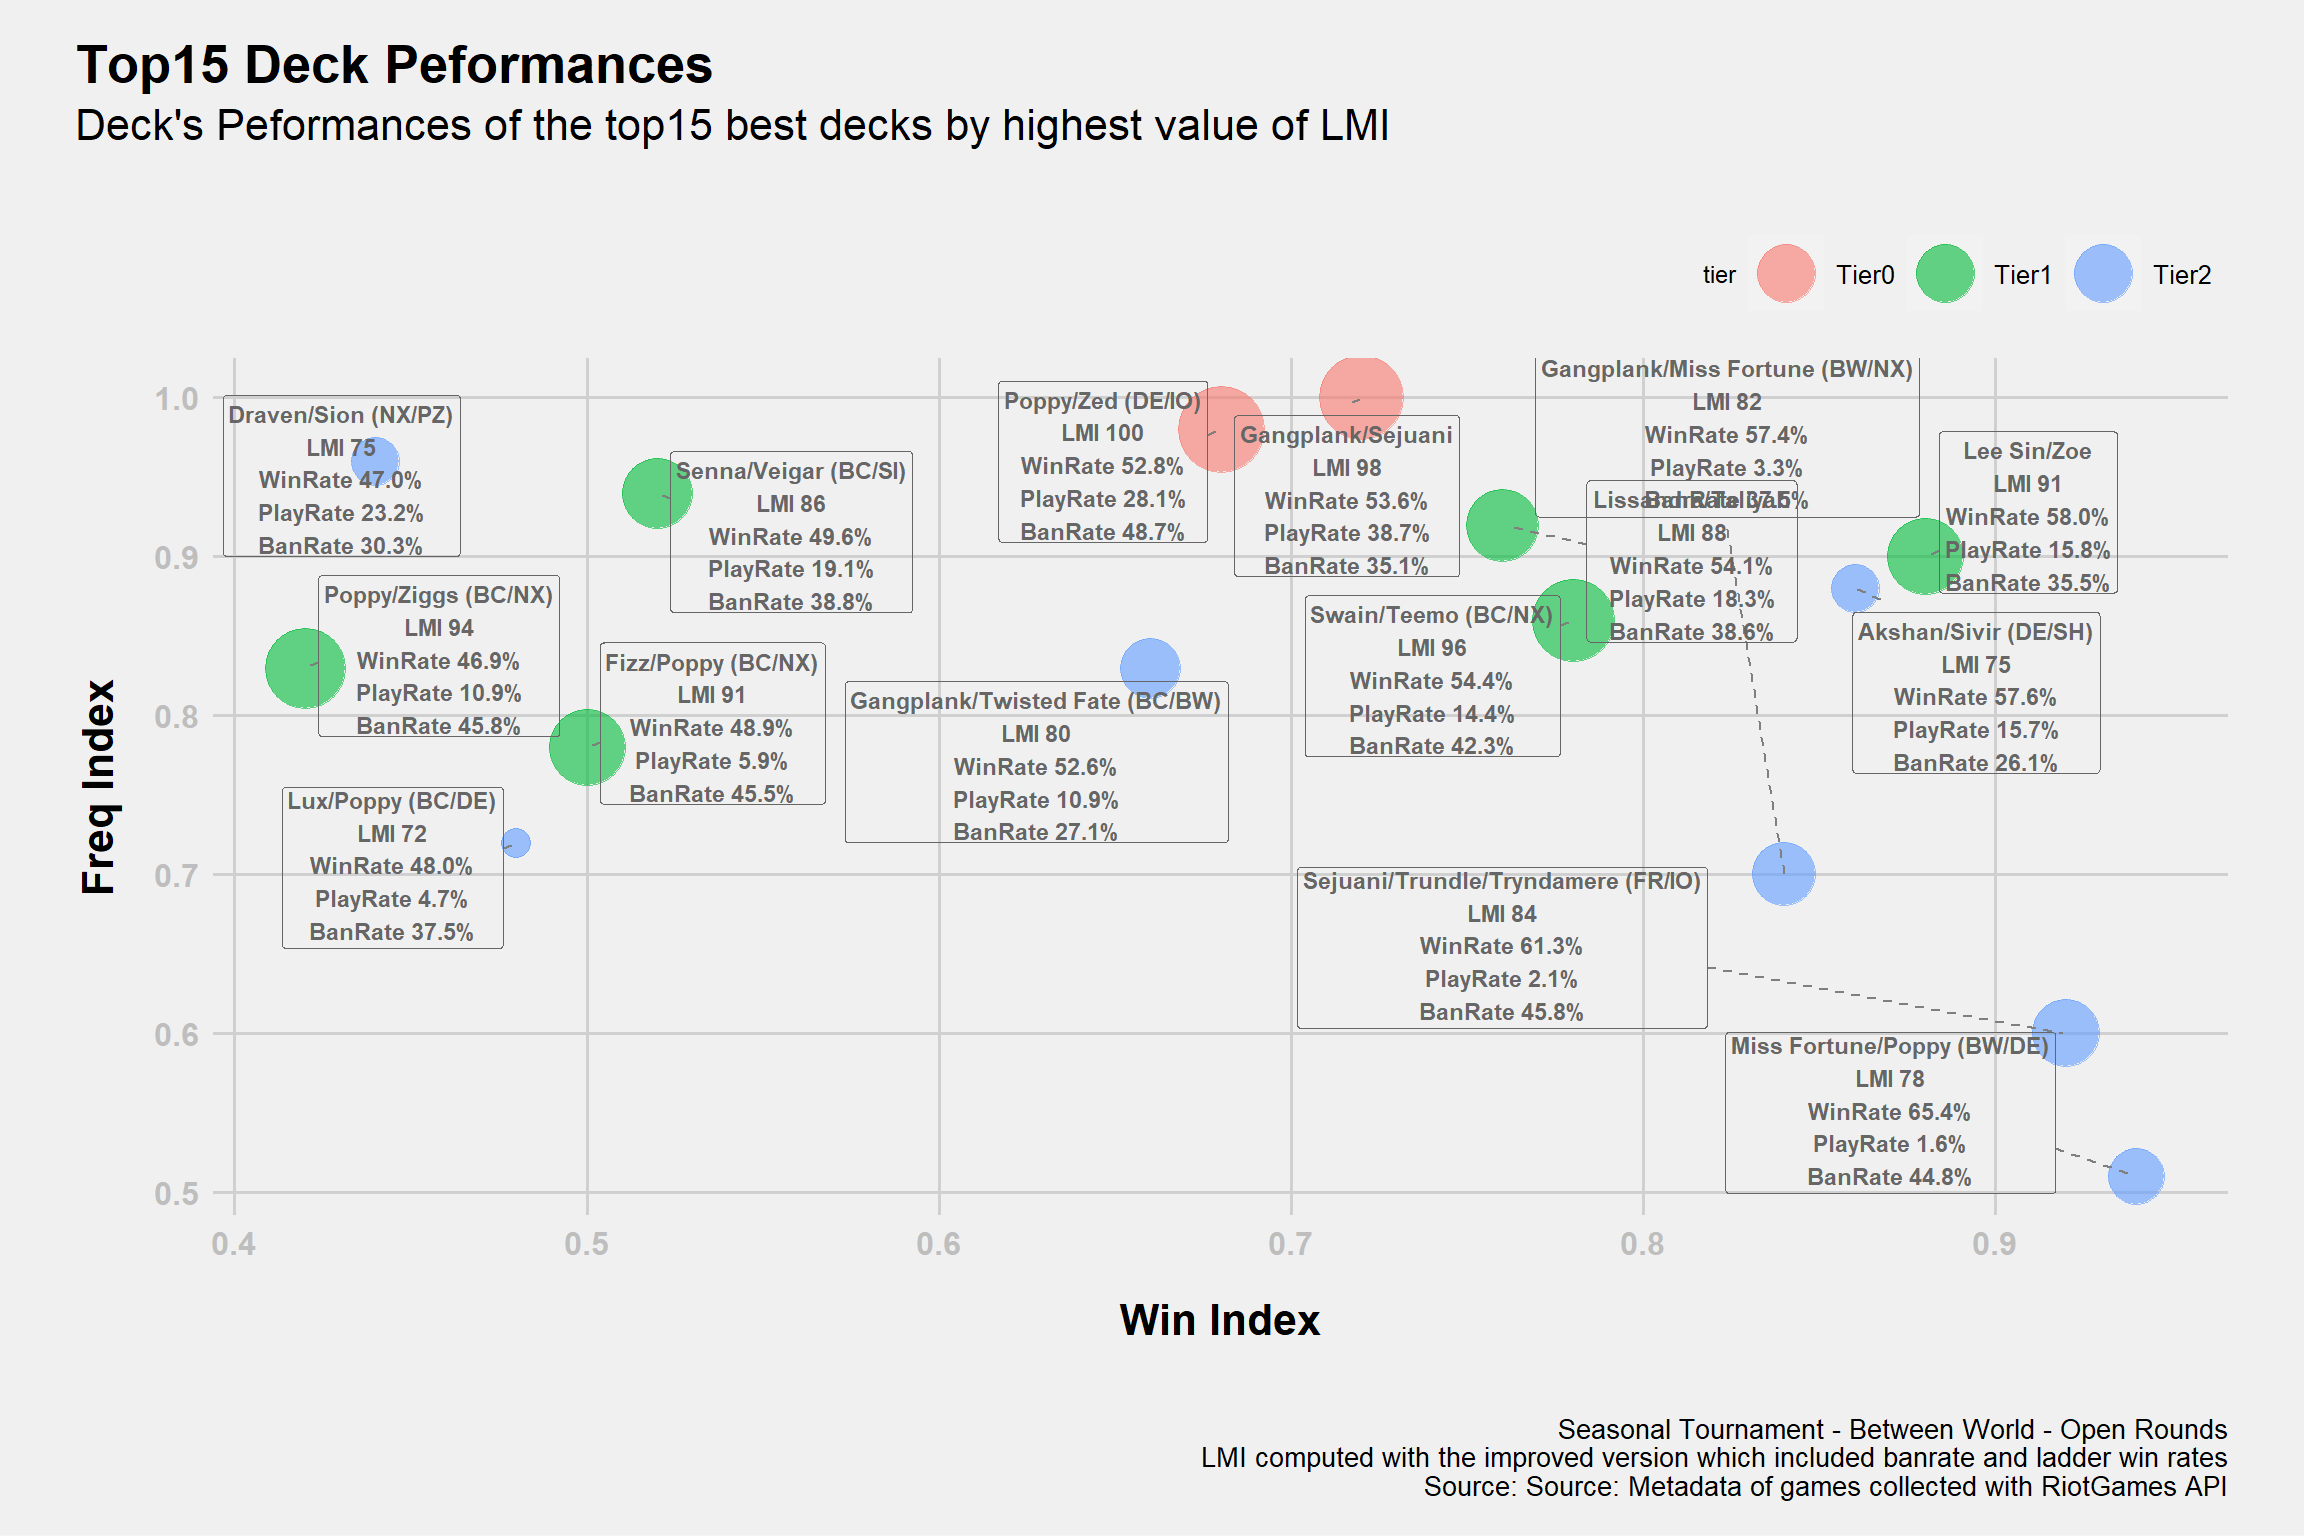 Top15 Deck Peformances
Deck's Peformances of the top15 best decks by highest value of LMI
tier
Tier0
Tier1
Tier2
Freq Index
1.0
0.9
0.8
0.7
0.6
0.5
Draven/Sion (NX/PZ)
LMI 75
WinRate 47.0%
PlayRate 23.2%
BanRate 30.3%
Senna/Veigar (BC/SI)
LMI 86
WinRate 49.6%
PlayRate 19.1%
BanRate 38.8%
Poppy/Zed (DE/IO)
LMI 100
WinRate 52.8%
PlayRate 28.1%
BanRate 48.7%
Gangplank/Sejuani
LMI 98
WinRate 53.6%
PlayRate 38.7%
BanRate 35.1%
Gangplank/Miss Fortune (BW/NX)
LMI 82
WinRate 57.4%
PlayRate 3.3%
BanRate 37.5%
Lissandra/Taliyah
LMI 88
WinRate 54.1%
PlayRate 18.3%
BanRate 38.6%
Lee Sin/Zoe
LMI 91
WinRate 58.0%
PlayRate 15.8%
BanRate 35.5%
Poppy/Ziggs (BC/NX)
LMI 94
WinRate 46.9%
PlayRate 10.9%
BanRate 45.8%
Fizz/Poppy (BC/NX)
LMI 91
WinRate 48.9%
PlayRate 5.9%
BanRate 45.5%
Gangplank/Twisted Fate (BC/BW)
LMI 80
WinRate 52.6%
PlayRate 10.9%
BanRate 27.1%
Swain/Teemo (BC/NX)
LMI 96
WinRate 54.4%
PlayRate 14.4%
BanRate 42.3%
Akshan/Sivir (DE/SH)
LMI 75
WinRate 57.6%
PlayRate 15.7%
BanRate 26.1%
Lux/Poppy (BC/DE)
LMI 72
WinRate 48.0%
PlayRate 4.7%
BanRate 37.5%
Sejuani/Trundle/Tryndamere (FR/IO)
LMI 84
WinRate 61.3%
PlayRate 2.1%
BanRate 45.8%
Miss Fortune/Poppy (BW/DE)
LMI 78
WinRate 65.4%
PlayRate 1.6%
BanRate 44.8%
0.4
0.5
0.6
0.7
0.8
0.9
Win Index
Seasonal Tournament - Between World - Open Rounds
LMI computed with the improved version which included banrate and ladder win rates
Source: Source: Metadata of games collected with RiotGames API